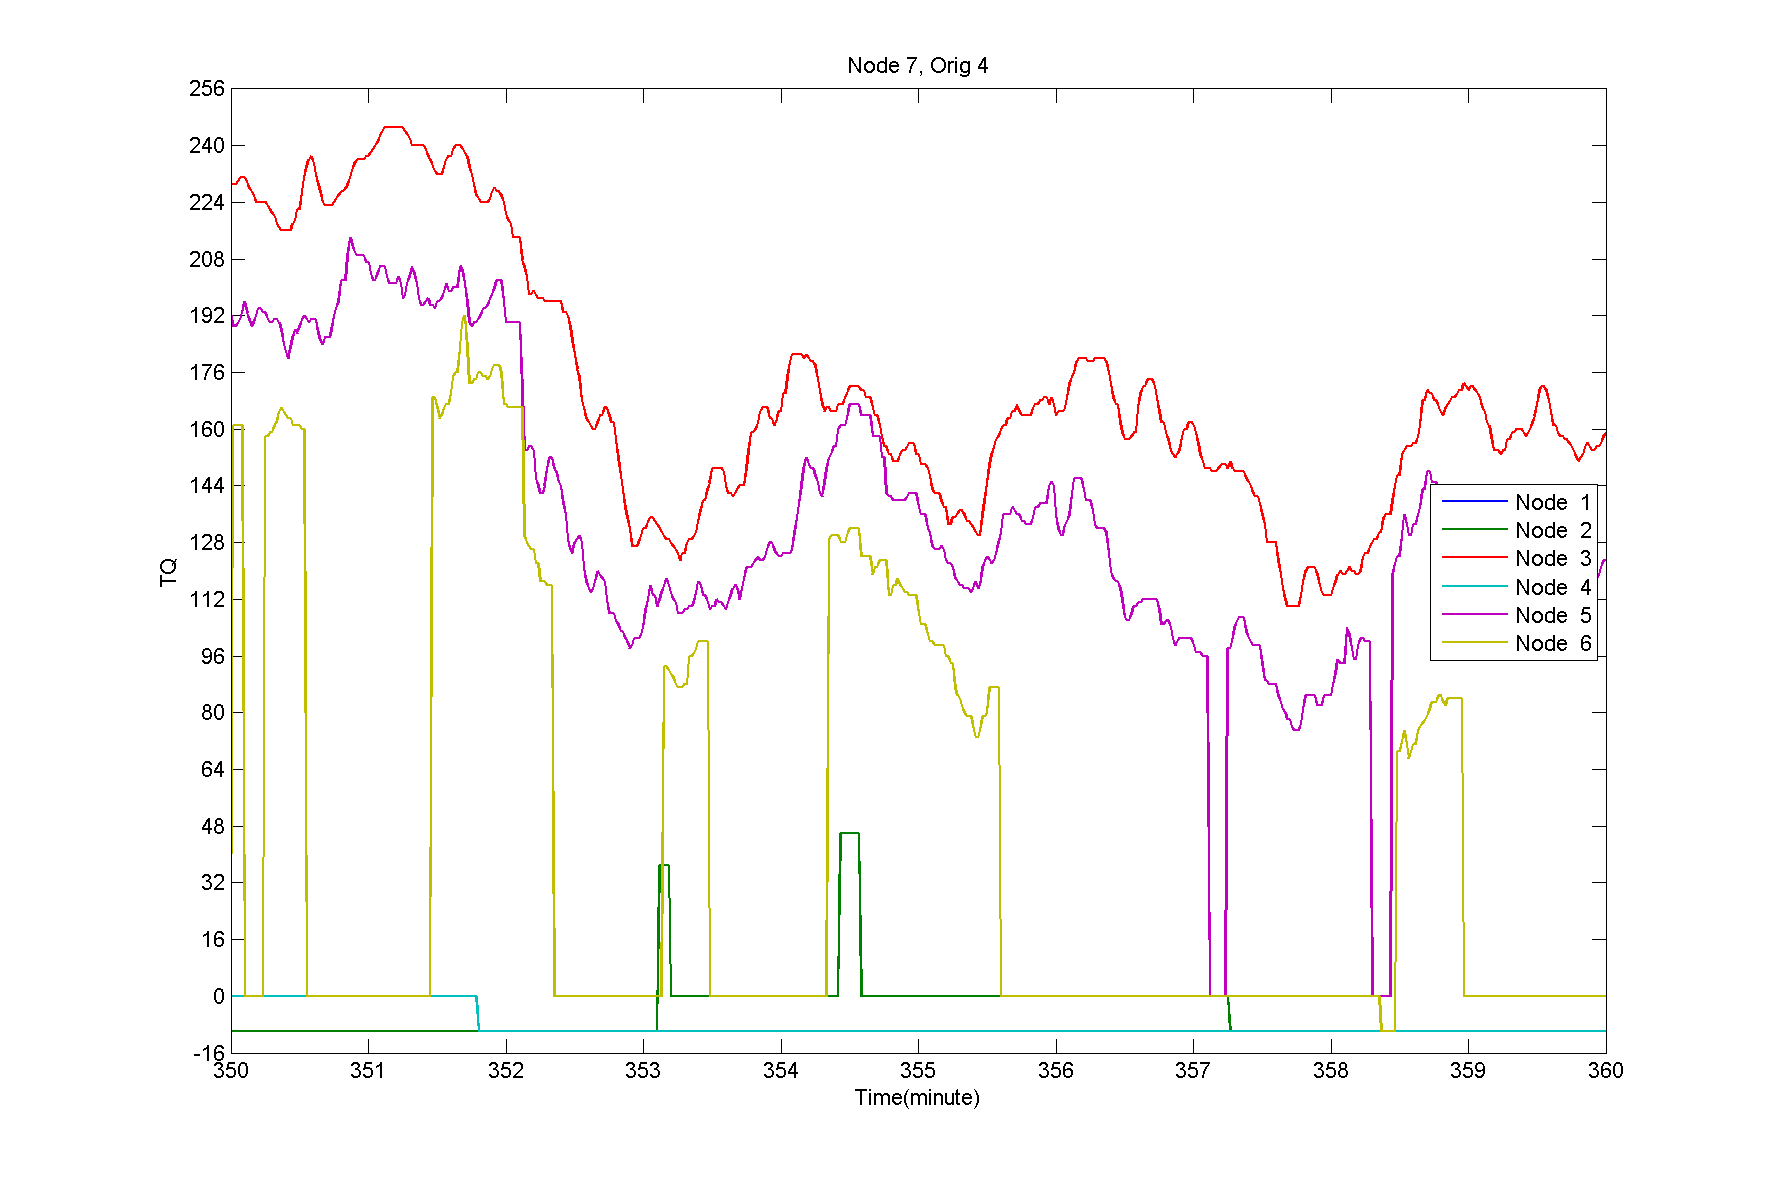 Node 7, Orig 4
256
240
224
208
192
176
160
144
128
112
96
80
64
48
32
16
0
-16
TQ
350 351 352 353 354 355 356 357 358 359 360
Time(minute)
Node 1
Node 2
Node 3
Node 4
Node 5
Node 6